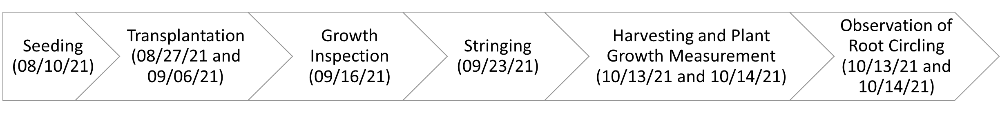 Seeding
(08/10/21)
Transplantation
(08/27/21 and
09/06/21)
Growth
Inspection
(09/16/21)
Stringing
(09/23/21)
Harvesting and Plant
Growth Measurement
(10/13/21 and 10/14/21)
Observation of
Root Circling
(10/13/21 and
10/14/21)